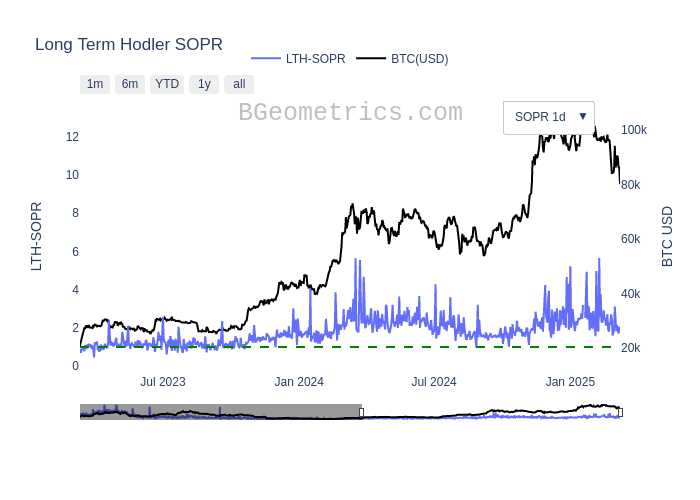 Long Term Hodler SOPR
LTH-SOPR BTC(USD)
1m 6m YTD 1y all
BGeometrics.com
SOPR 1d ▼
12
10
8
6
4
2
0
LTH-SOPR
100k
80k
60k
40k
20k
BTC USD
Jul 2023 Jan 2024 Jul 2024 Jan 2025